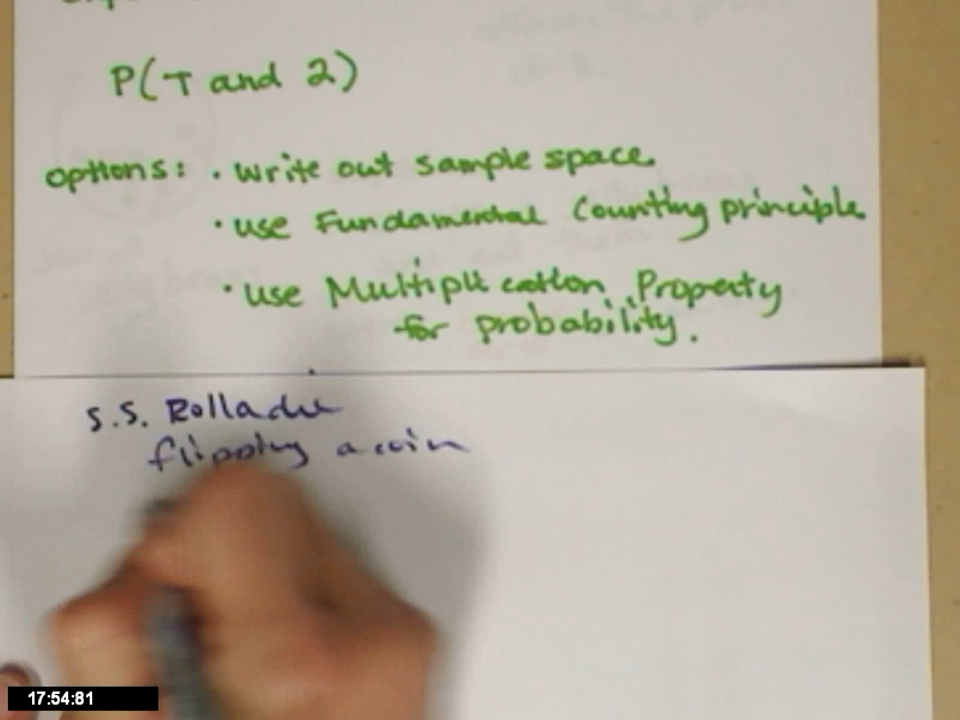 P(T and 2)
options: • Write out sample space.
• use Fundamental Counting principle.
• use Multiplication Property
for probability.
S.S. Roll a die
flipping a coin
17:54:81